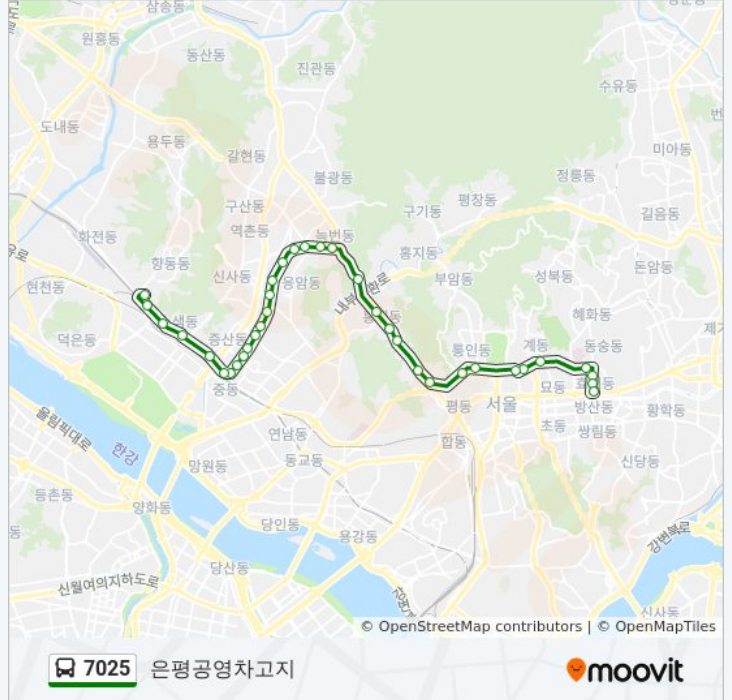 삼송동
원흥동
동산동
진관동
수유동
도내동
용두동
갈현동
미아동
불광동
정릉동
구산동
구기동
평창동
길음동
역촌동
녹번동
화전동
홍지동
향동동
신사동
응암동
부암동
성북동
돈암동
현천동
혜화동
증산동
덕은동
통인동
계동
동숭동
중동
평동
서울
묘동
방산동
황학동
올림픽대로
한강
연남동
합동
초동
쌍림동
망원동
동교동
신당동
등촌동
양화동
당인동
용강동
강변북로
당산동
신월여의지하도로
신사동
© OpenStreetMap contributors | © OpenMapTiles
7025 은평공영차고지
moovit